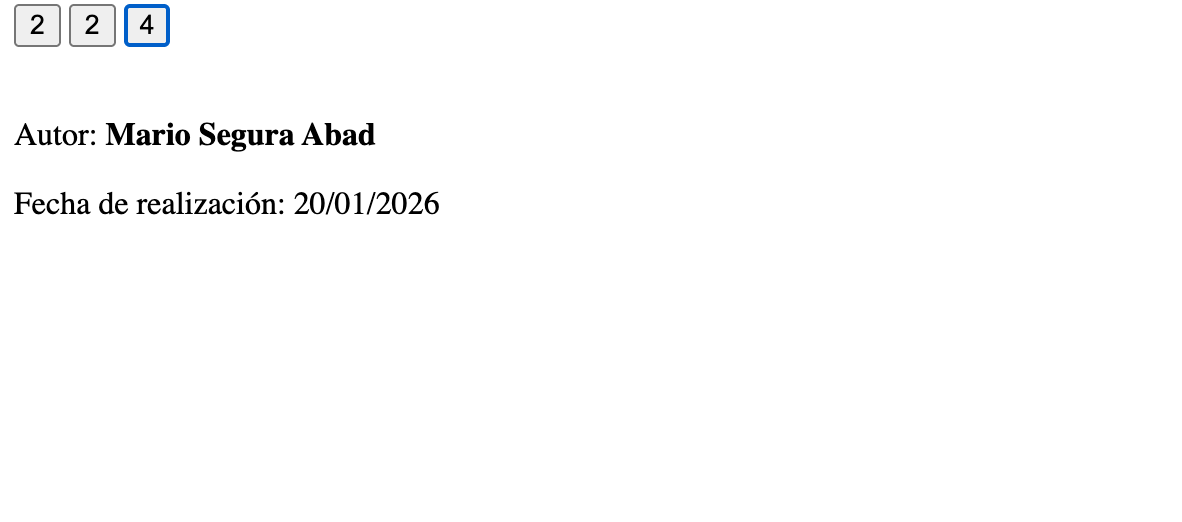 2 2 4
Autor: Mario Segura Abad
Fecha de realización: 20/01/2026